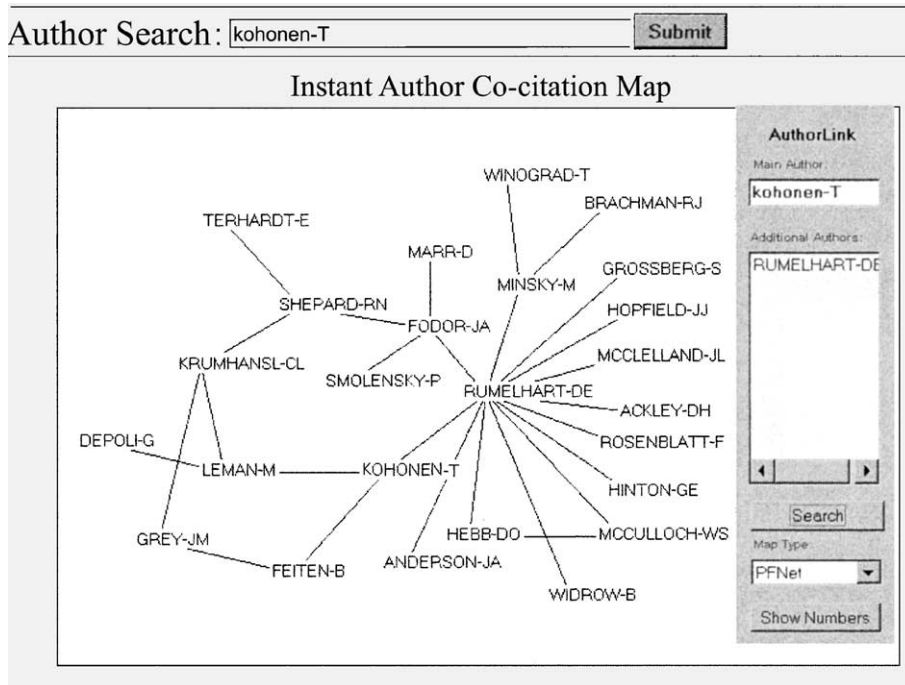 Author Search: kohonen-T Submit
Instant Author Co-citation Map
WINOGRAD-T
BRACHMAN-RJ
TERHARDT-E
MARR-D
GROSSBERG-S
MINSKY-M
SHEPARD-RN
HOPFIELD-JJ
FODOR-JA
MCCLELLAND-JL
KRUMHANSL-CL
SMOLENSKY-P
RUMELHART-DE
ACKLEY-DH
DEPOLI-G
ROSENBLATT-F
LEMAN-M
KOHONEN-T
HINTON-GE
GREY-JM
HEBB-DO
MCCULLOCH-WS
FEITEN-B
ANDERSON-JA
WIDROW-B
AuthorLink
Main Author:
kohonen-T
Additional Authors:
RUMELHART-DE
Search
Map Type:
PFNet
Show Numbers